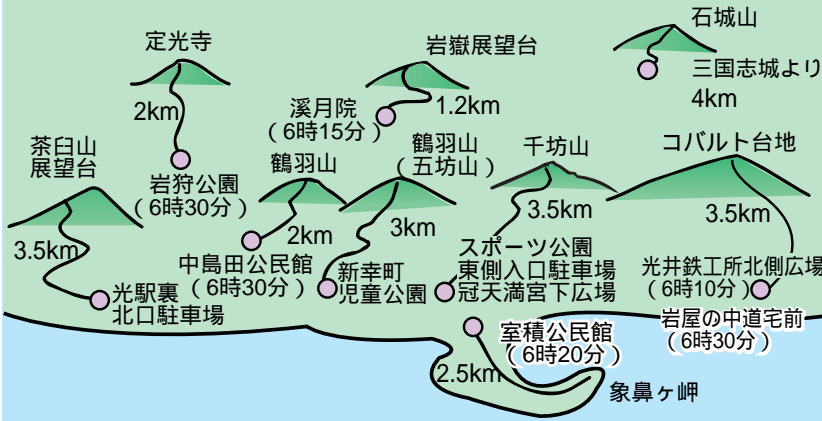 石城山
定光寺
岩嶽展望台
三国志城より
4km
2km
溪月院
（6時15分）
1.2km
茶臼山
展望台
岩狩公園
（6時30分）
鶴羽山
鶴羽山
（五坊山）
千坊山
コバルト台地
3.5km
2km
3km
3.5km
3.5km
中島田公民館
（6時30分）
新幸町
児童公園
スポーツ公園
東側入口駐車場
冠天満宮下広場
光井鉄工所北側広場
（6時10分）
光駅裏
北口駐車場
岩屋の中道宅前
（6時30分）
室積公民館
（6時20分）
2.5km
象鼻ヶ岬